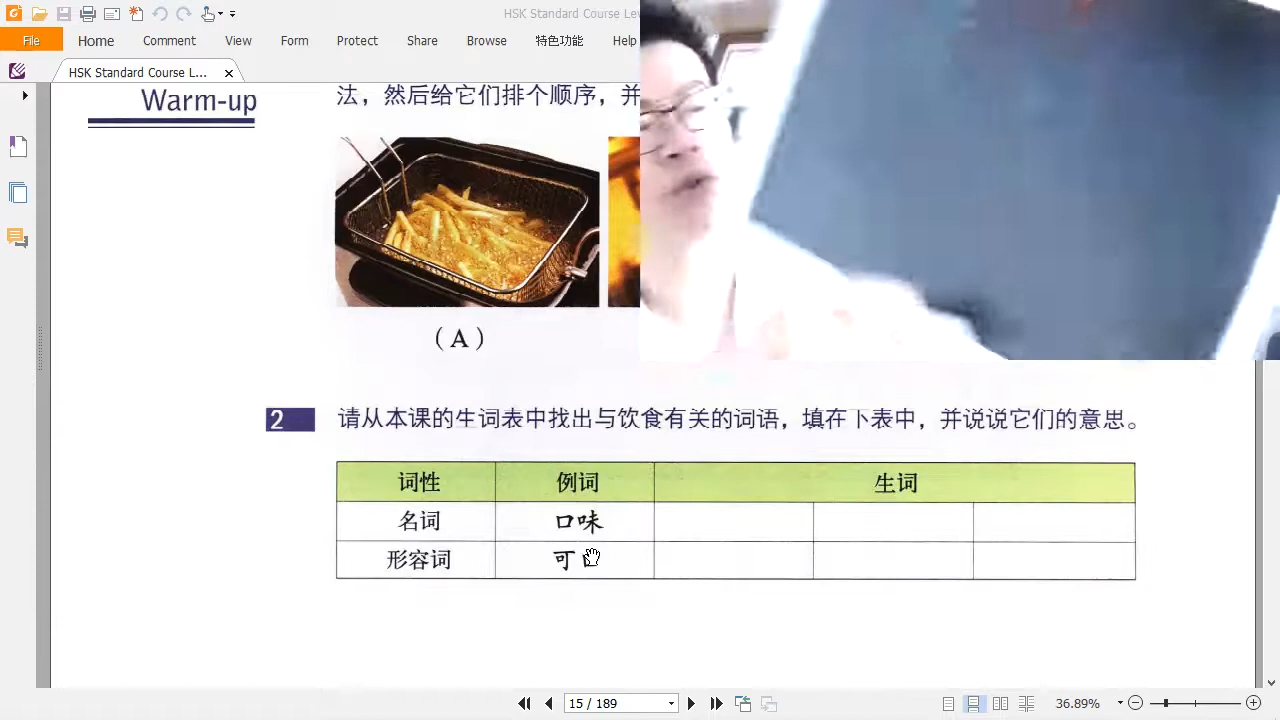 HSK Standard Course Le
File Home Comment View Form Protect Share Browse 特色功能 Help
HSK Standard Course L...
Warm-up
法，然后给它们排个顺序，并
(A)
2 请从本课的生词表中找出与饮食有关的词语，填在下表中，并说说它们的意思。
词性 例词 生词
名词 口味
形容词 可
15 / 189
36.89%